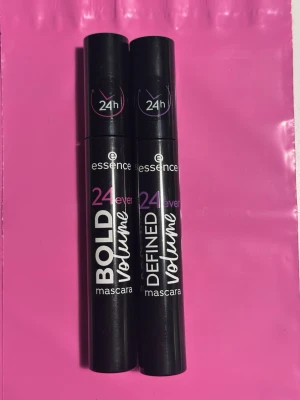 24h
essence
24ever
BOLD
volume
mascara
24h
essence
24ever
DEFINED
volume
mascara